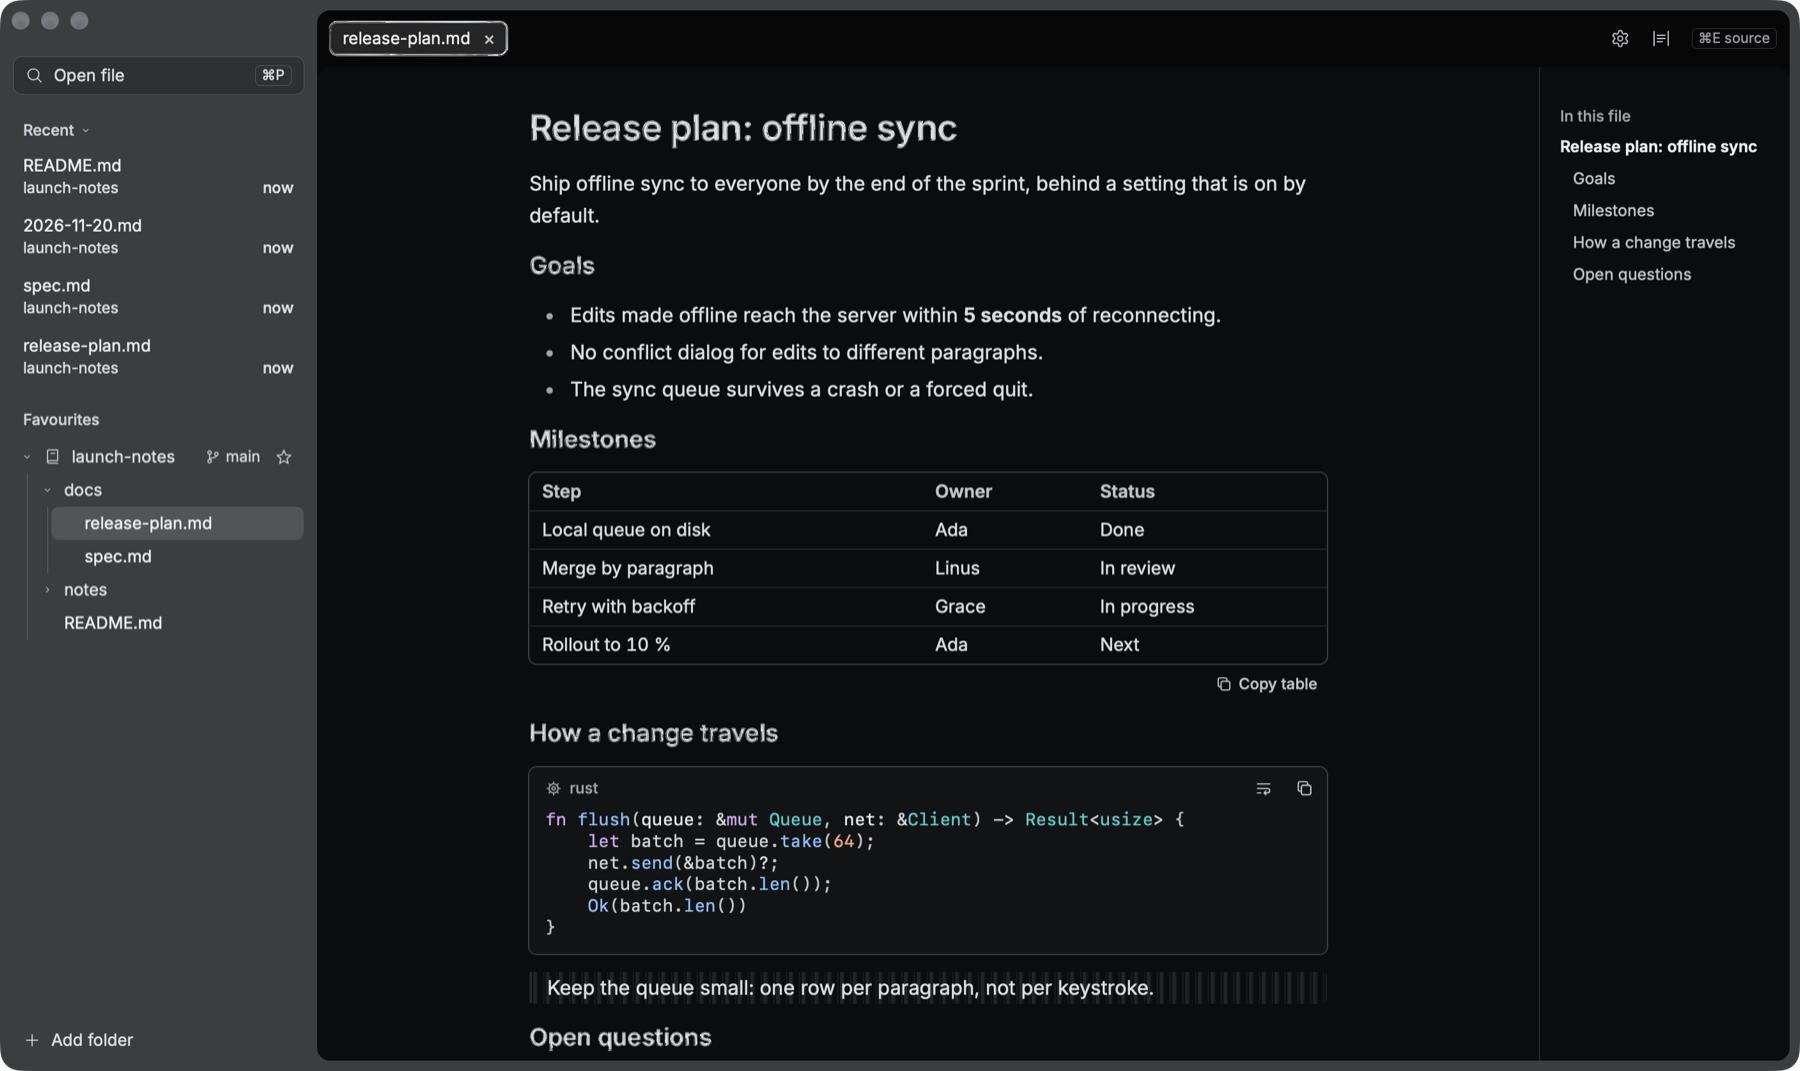 Open file ⌘P
Recent
README.md
launch-notes now
2026-11-20.md
launch-notes now
spec.md
launch-notes now
release-plan.md
launch-notes now
Favourites
launch-notes main
docs
release-plan.md
spec.md
notes
README.md
Add folder
release-plan.md
⌘E source
Release plan: offline sync
Ship offline sync to everyone by the end of the sprint, behind a setting that is on by
default.
Goals
• Edits made offline reach the server within 5 seconds of reconnecting.
• No conflict dialog for edits to different paragraphs.
• The sync queue survives a crash or a forced quit.
Milestones
Step Owner Status
Local queue on disk Ada Done
Merge by paragraph Linus In review
Retry with backoff Grace In progress
Rollout to 10 % Ada Next
Copy table
How a change travels
rust
fn flush(queue: &mut Queue, net: &Client) -> Result<usize> {
    let batch = queue.take(64);
    net.send(&batch)?;
    queue.ack(batch.len());
    Ok(batch.len())
}
Keep the queue small: one row per paragraph, not per keystroke.
Open questions
In this file
Release plan: offline sync
Goals
Milestones
How a change travels
Open questions